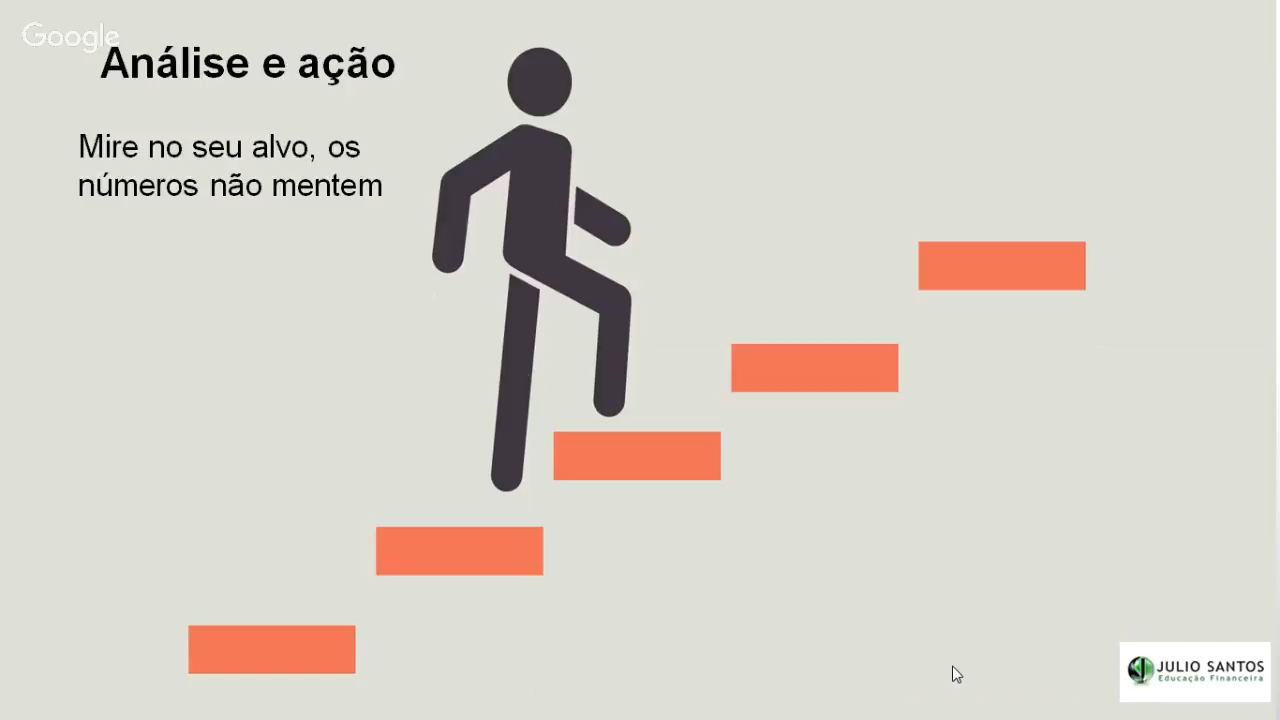 Google
Análise e ação
Mire no seu alvo, os
números não mentem
JULIO SANTOS
Educação Financeira